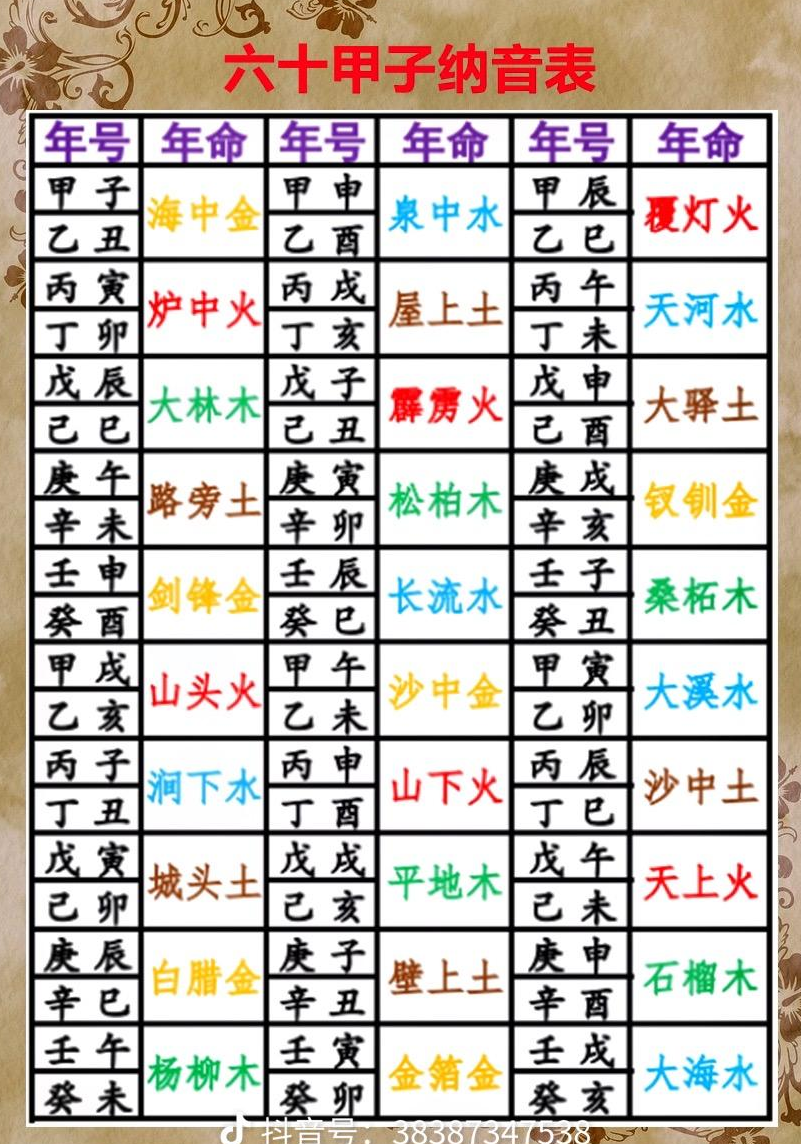 六十甲子纳音表
年号 年命 年号 年命 年号 年命
甲子 海中金 甲申 泉中水 甲辰 覆灯火
乙丑 乙酉 乙巳
丙寅 炉中火 丙戌 屋上土 丙午 天河水
丁卯 丁亥 丁未
戊辰 大林木 戊子 霹雳火 戊申 大驿土
己巳 己丑 己酉
庚午 路旁土 庚寅 松柏木 庚戌 钗钏金
辛未 辛卯 辛亥
壬申 剑锋金 壬辰 长流水 壬子 桑柘木
癸酉 癸巳 癸丑
甲戌 山头火 甲午 沙中金 甲寅 大溪水
乙亥 乙未 乙卯
丙子 涧下水 丙申 山下火 丙辰 沙中土
丁丑 丁酉 丁巳
戊寅 城头土 戊戌 平地木 戊午 天上火
己卯 己亥 己未
庚辰 白腊金 庚子 壁上土 庚申 石榴木
辛巳 辛丑 辛酉
壬午 杨柳木 壬寅 金箔金 壬戌 大海水
癸未 癸卯 癸亥
抖音号：38387347538